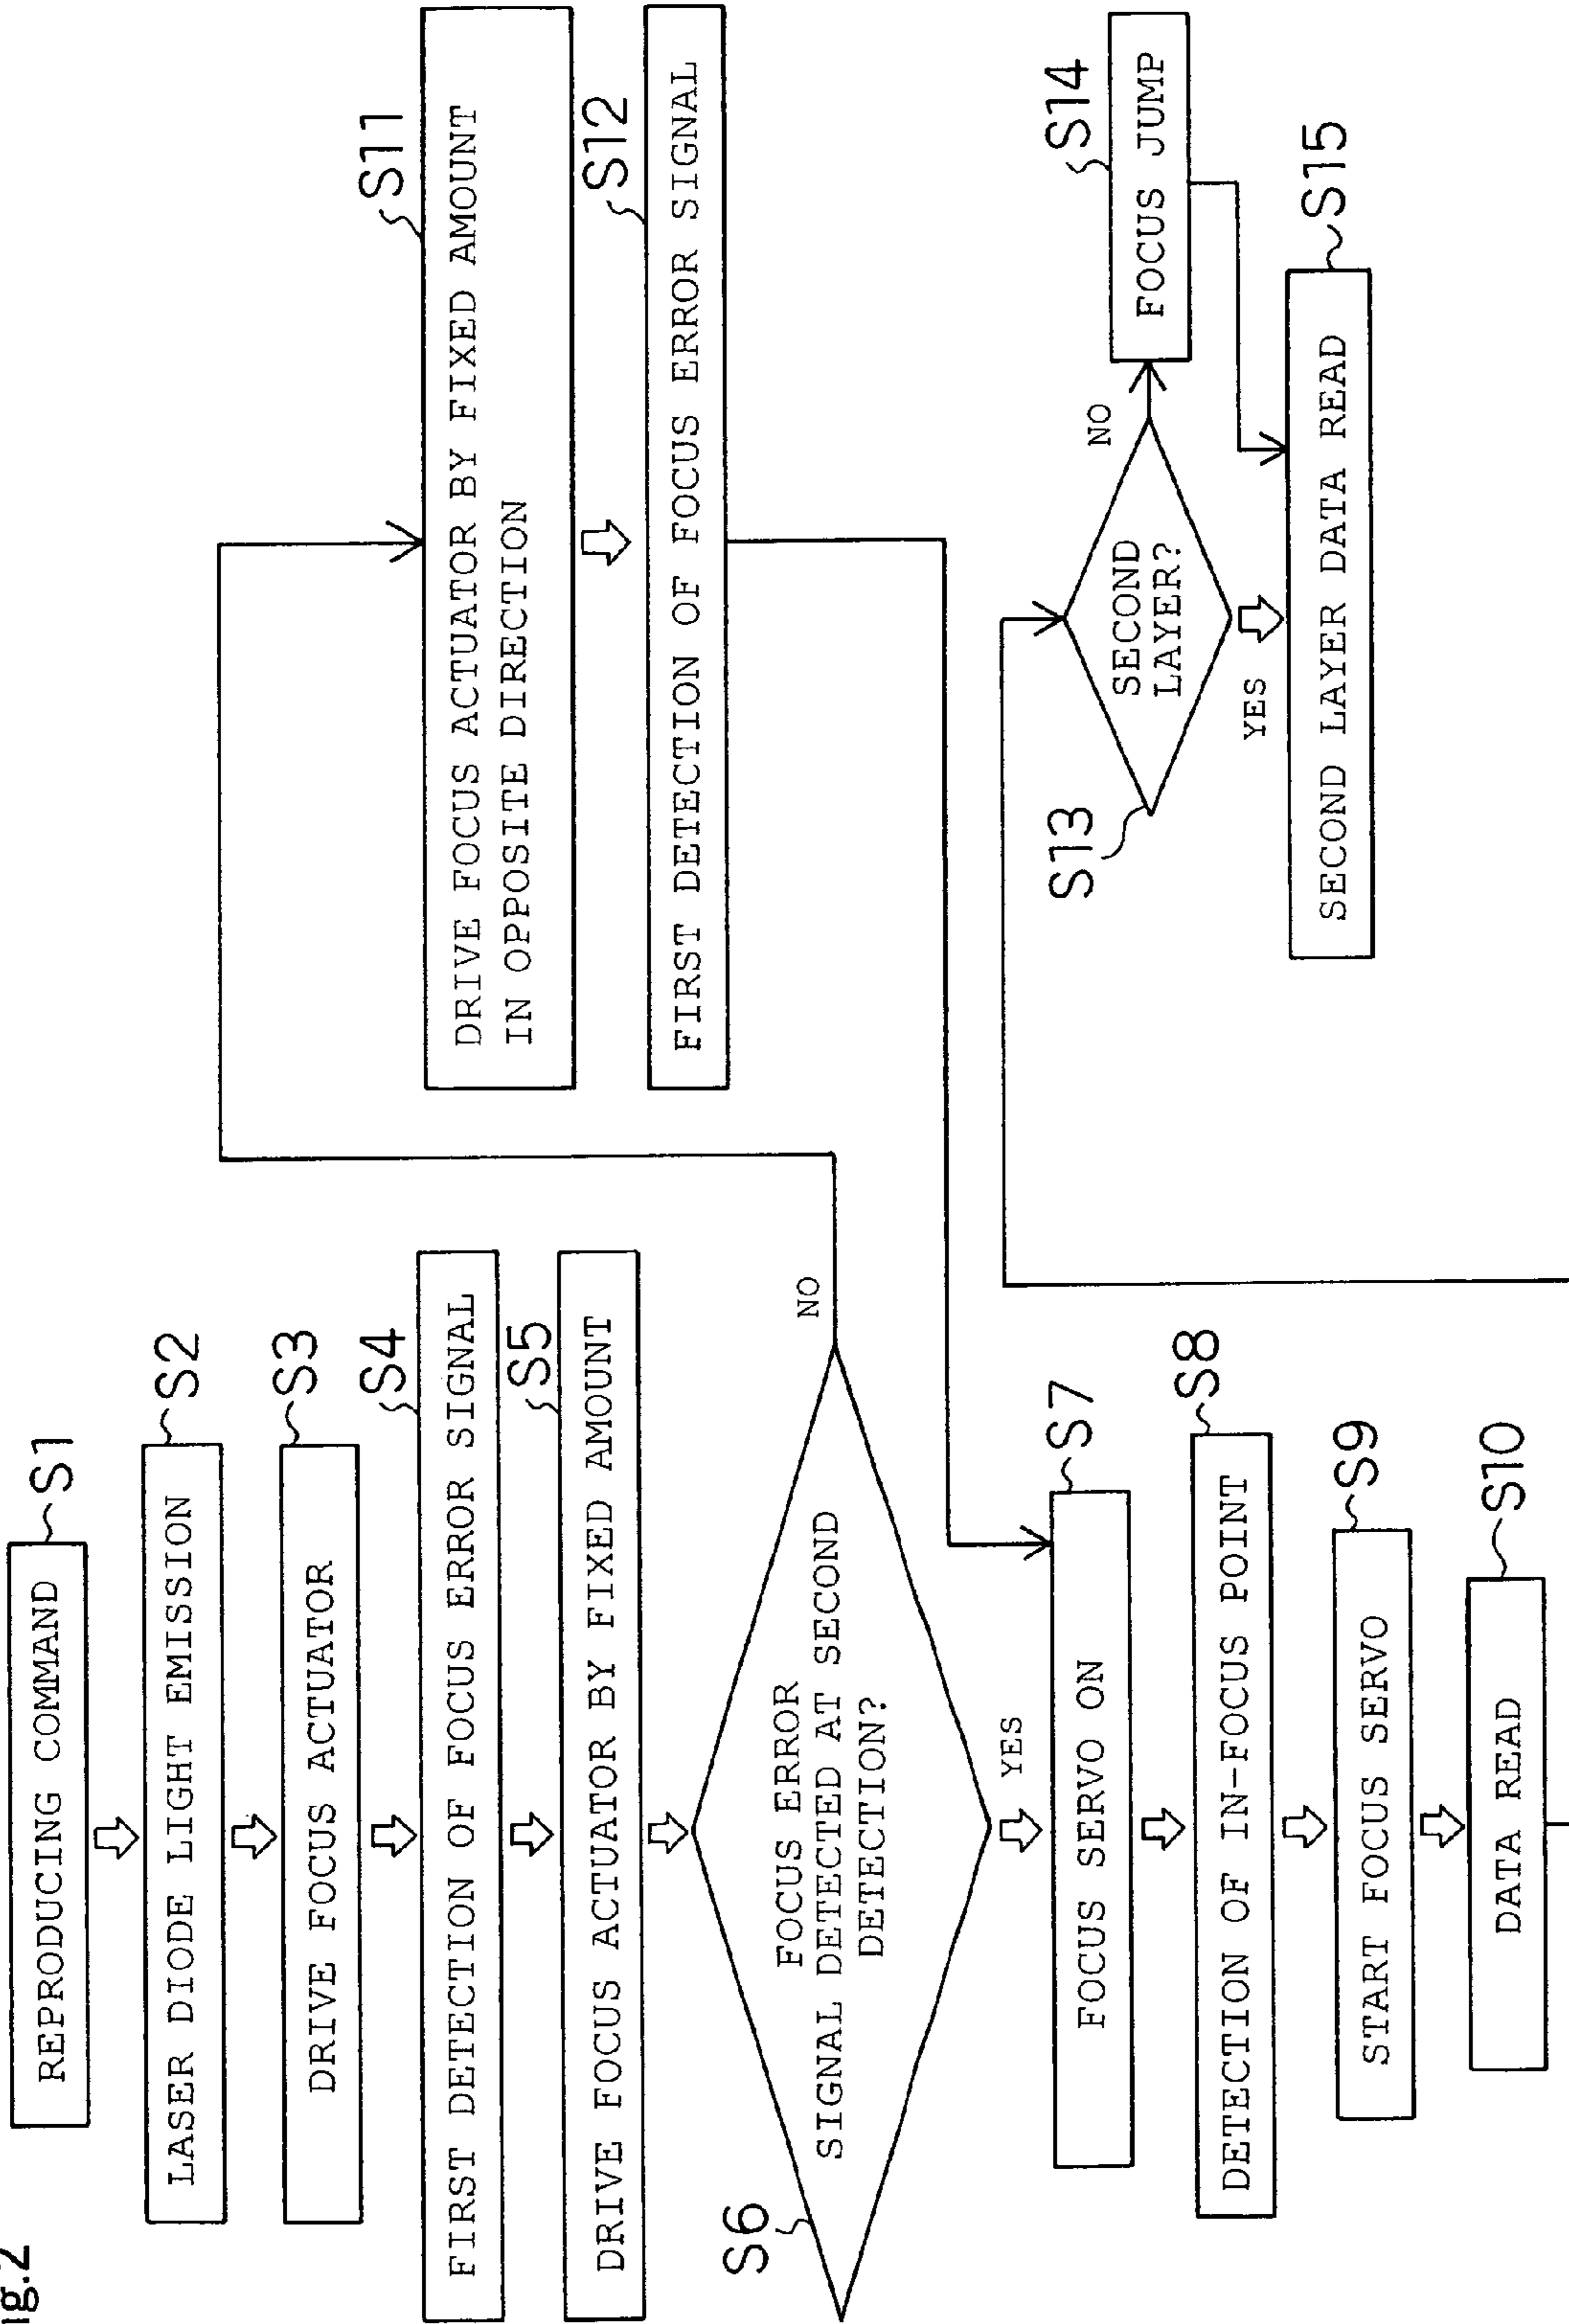 ig.2
REPRODUCING COMMAND
S1
LASER DIODE LIGHT EMISSION
S2
DRIVE FOCUS ACTUATOR
S3
FIRST DETECTION OF FOCUS ERROR SIGNAL
S4
DRIVE FOCUS ACTUATOR BY FIXED AMOUNT
S5
S6
FOCUS ERROR
SIGNAL DETECTED AT SECOND
DETECTION?
NO
YES
FOCUS SERVO ON
S7
DETECTION OF IN-FOCUS POINT
S8
START FOCUS SERVO
S9
DATA READ
S10
S11
DRIVE FOCUS ACTUATOR BY FIXED AMOUNT
IN OPPOSITE DIRECTION
S12
FIRST DETECTION OF FOCUS ERROR SIGNAL
S13
SECOND
LAYER?
NO
YES
S14
FOCUS JUMP
SECOND LAYER DATA READ
S15